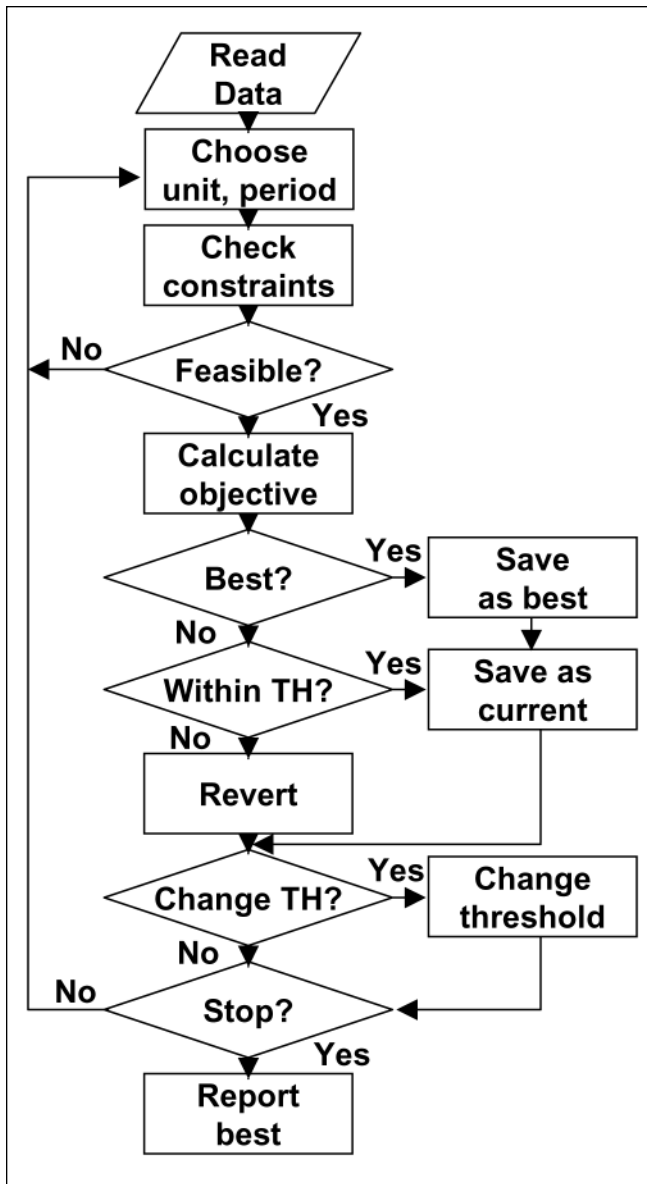 Read
Data
Choose
unit, period
Check
constraints
No
Feasible?
Yes
Calculate
objective
Best?
Yes
Save
as best
No
Within TH?
Yes
Save as
current
No
Revert
Change TH?
Yes
Change
threshold
No
No
Stop?
Yes
Report
best